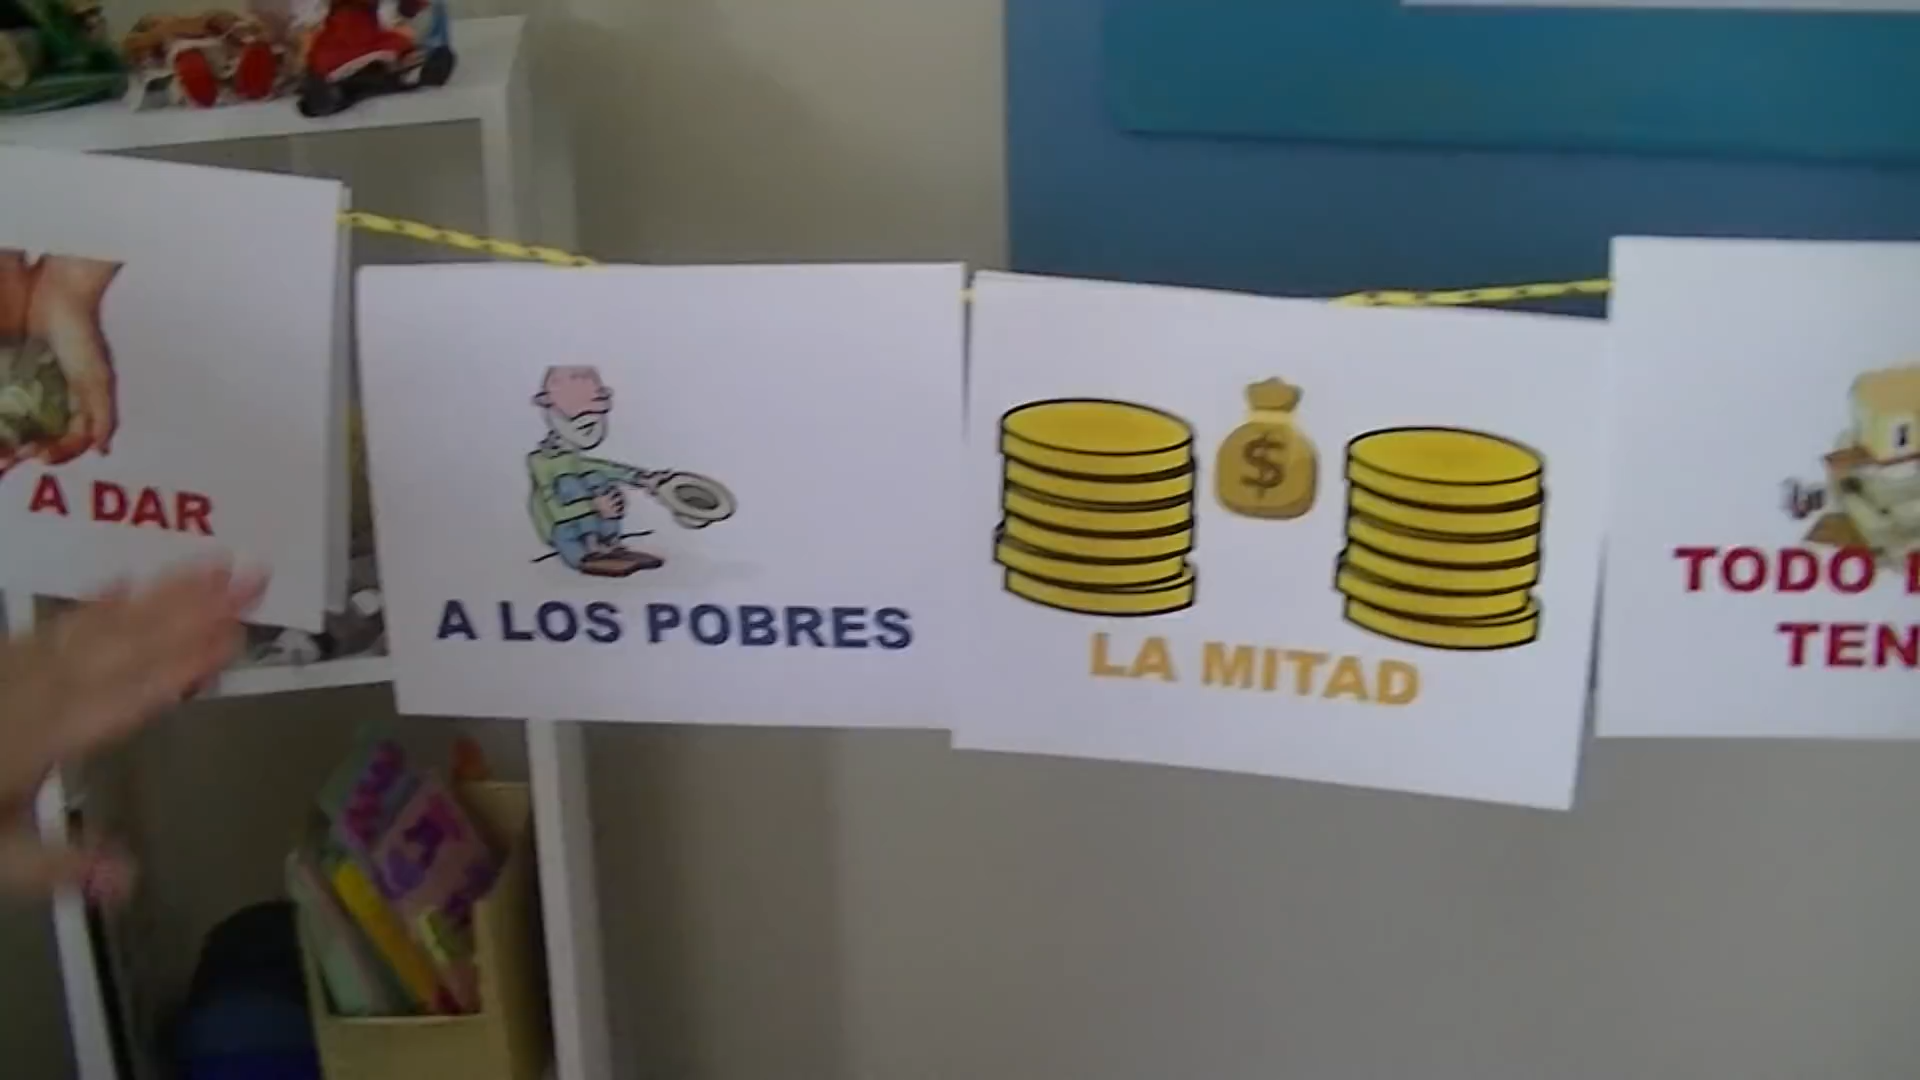 A DAR
A LOS POBRES
$
LA MITAD
TODO
TEN